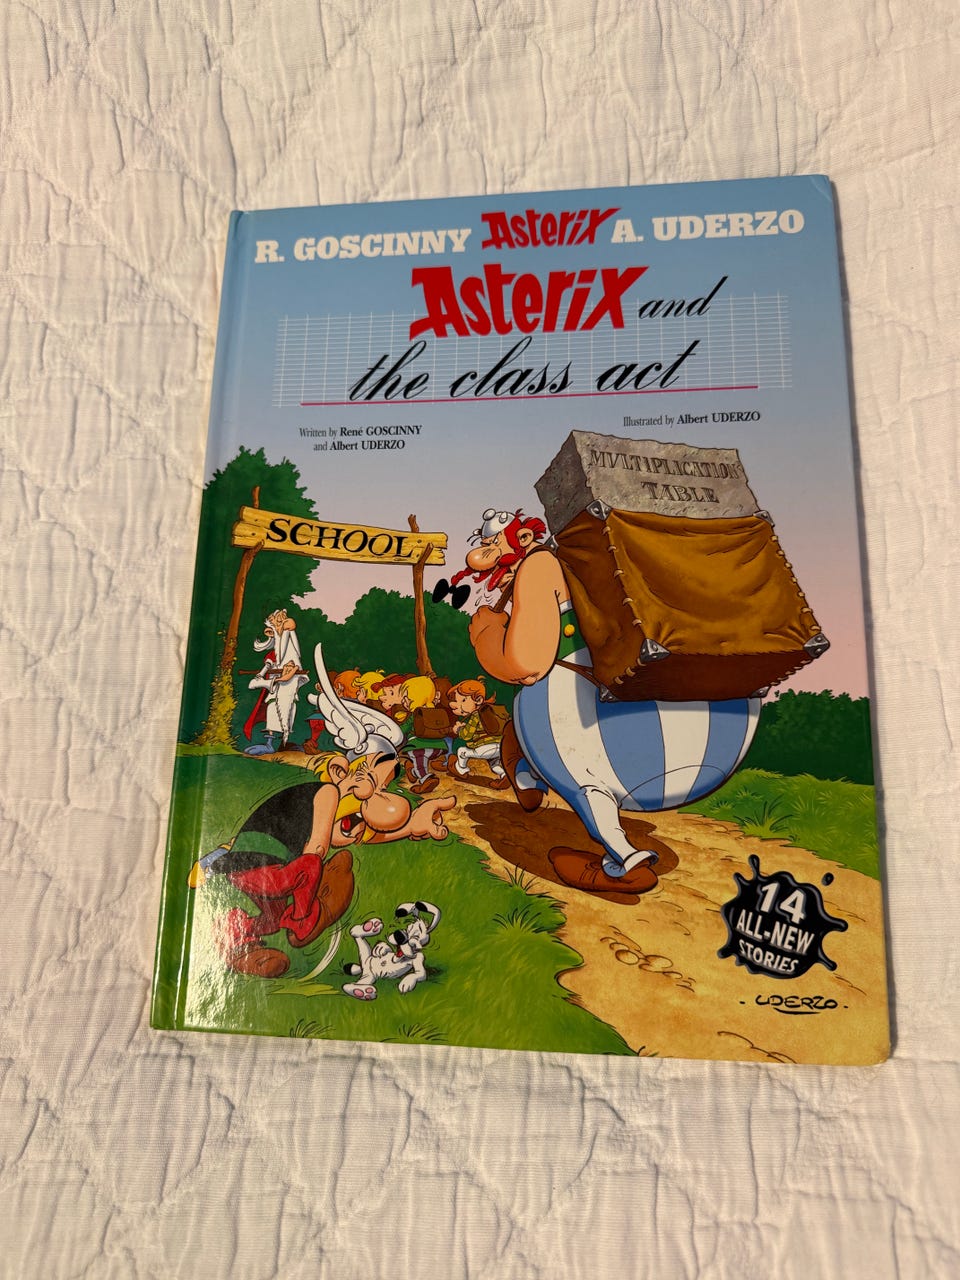 R. GOSCINNY Asterix A. UDERZO
Asterix and
the class act
Written by René GOSCINNY
and Albert UDERZO
Illustrated by Albert UDERZO
MVLTIPLICATION
TABLE
SCHOOL
14
ALL-NEW
STORIES
- UDERZO -